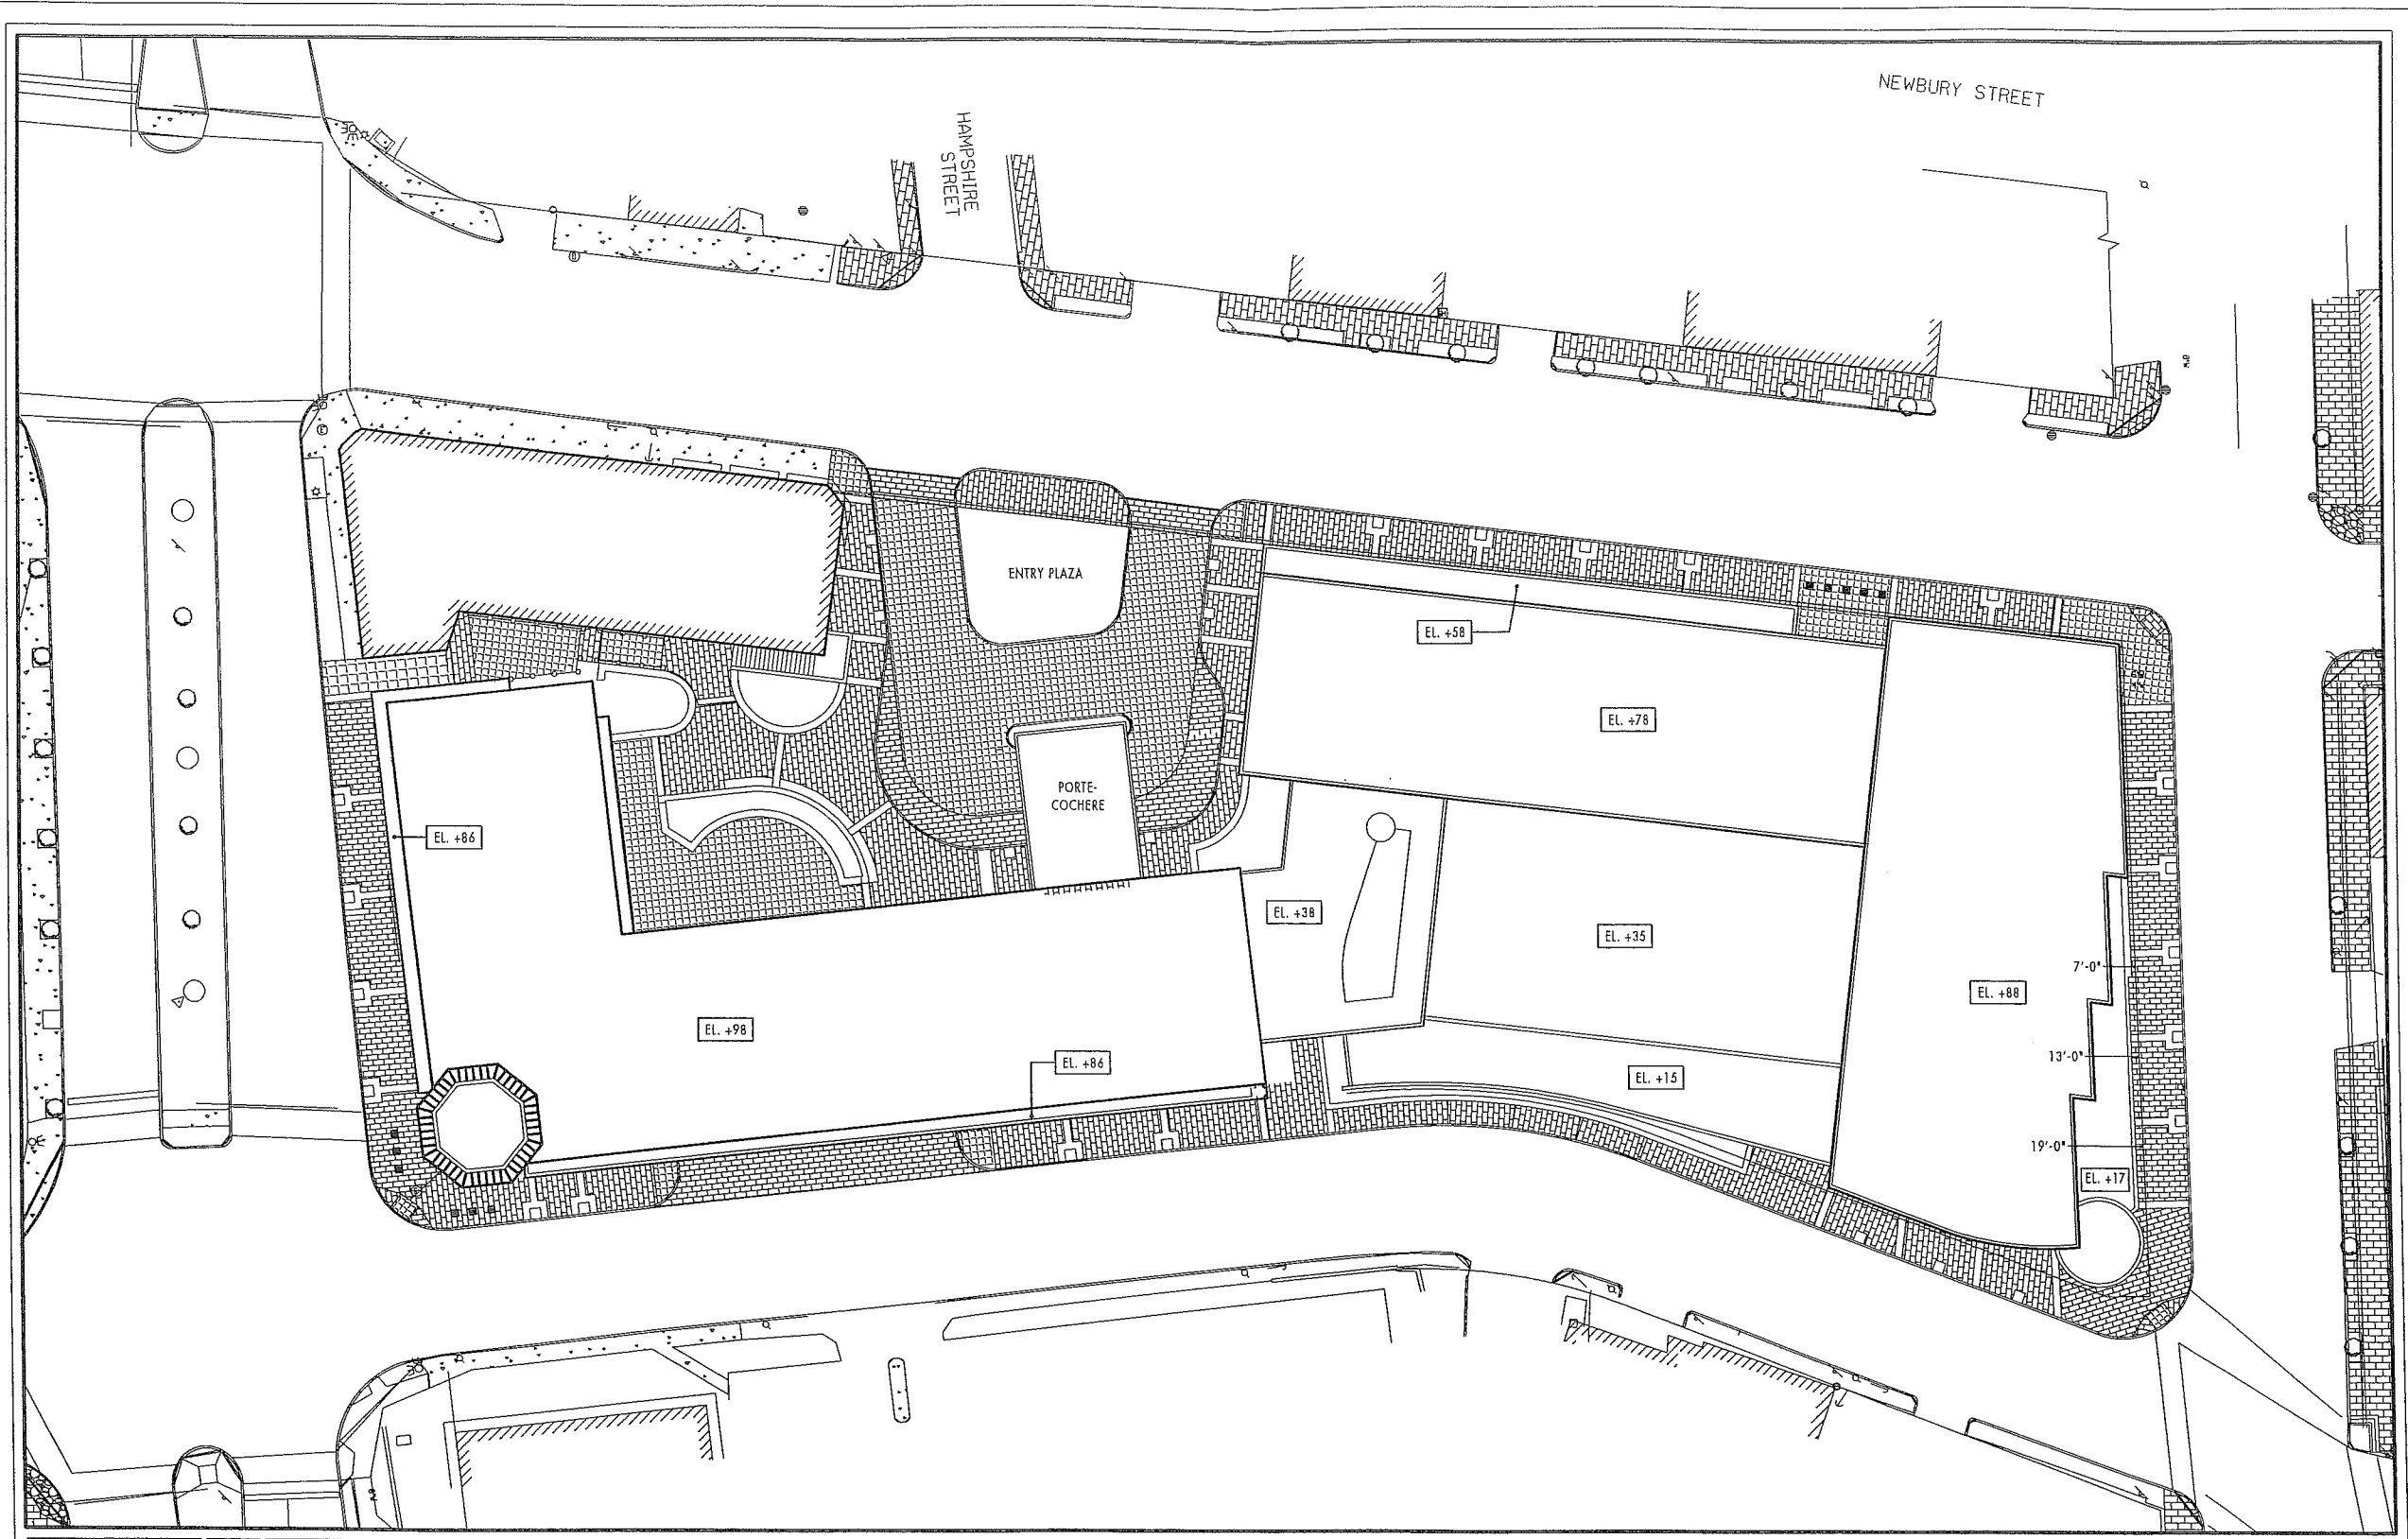 NEWBURY STREET
HAMPSHIRE
STREET
ENTRY PLAZA
EL. +58
EL. +78
PORTE-
COCHERE
EL. +86
EL. +38
EL. +35
7'-0"
EL. +88
EL. +98
13'-0"
EL. +86
EL. +15
19'-0"
EL. +17